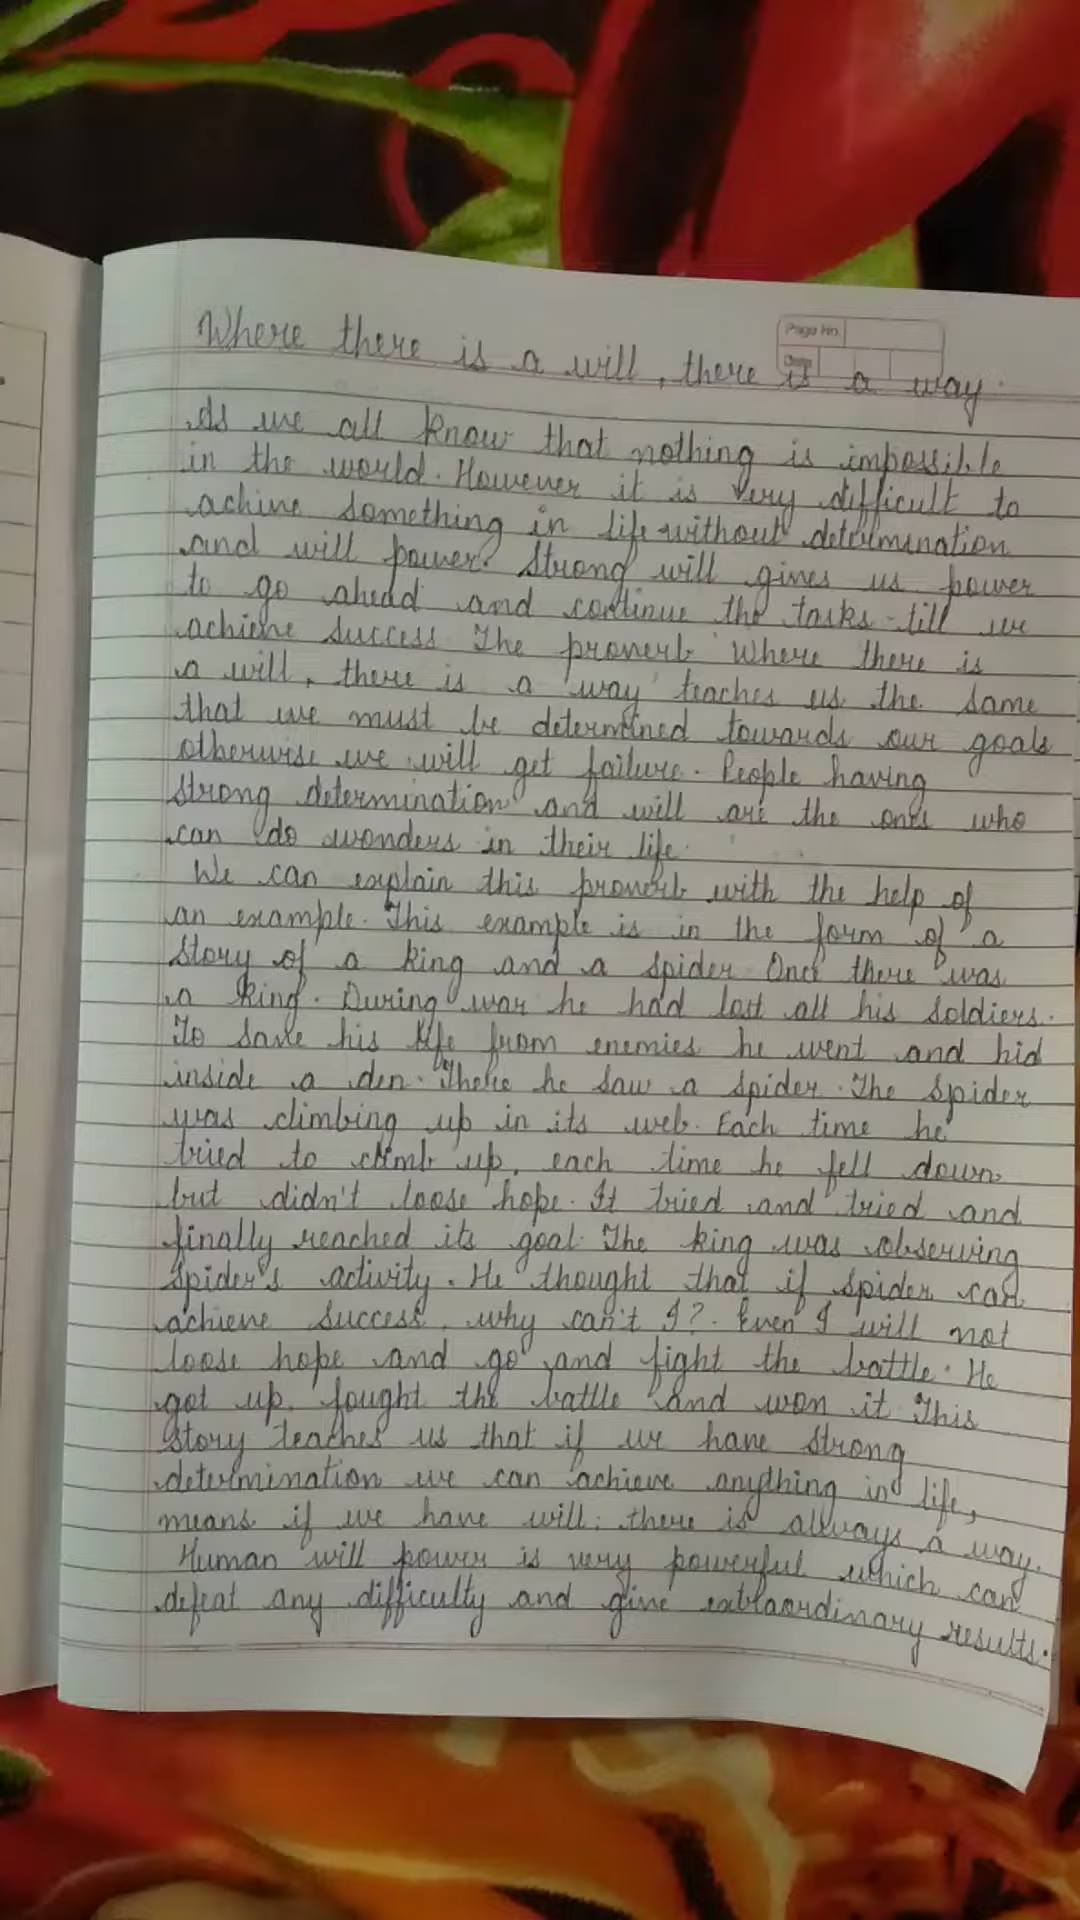 Page No.
Date
Where there is a will, there is a way.
As we all know that nothing is impossible
in the world. However it is very difficult to
achive something in life without determination
and will power. Strong will gives us power
to go ahead and continue the tasks till we
achieve success. The proverb 'Where there is
a will, there is a way' teaches us the same
that we must be determined towards our goals
otherwise we will get failure. People having
strong determination and will are the ones who
can do wonders in their life.
We can explain this proverb with the help of
an example. This example is in the form of a
story of a king and a spider. Once there was
a king. During war he had lost all his soldiers.
To save his life from enemies he went and hid
inside a den. There he saw a spider. The spider
was climbing up in its web. Each time he
tried to climb up, each time he fell down
but didn't loose hope. It tried and tried and
finally reached its goal. The king was observing
spider's activity. He thought that if spider can
achieve success, why can't I?. Even I will not
loose hope and go and fight the battle. He
got up, fought the battle and won it. This
story teaches us that if we have strong
determination we can achieve anything in life,
means if we have will, there is always a way.
Human will power is very powerful which can
defeat any difficulty and give extraordinary results.